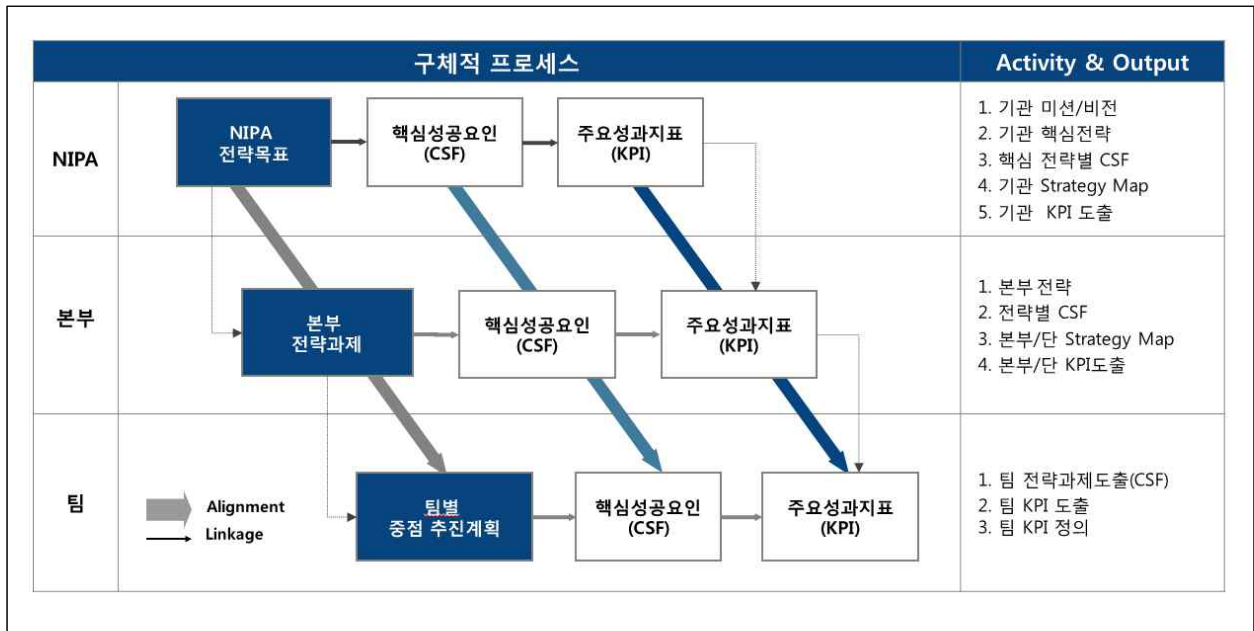 구체적 프로세스
Activity & Output
NIPA
NIPA
전략목표
핵심성공요인
(CSF)
주요성과지표
(KPI)
1. 기관 미션/비전
2. 기관 핵심전략
3. 핵심 전략별 CSF
4. 기관 Strategy Map
5. 기관 KPI 도출
본부
본부
전략과제
핵심성공요인
(CSF)
주요성과지표
(KPI)
1. 본부 전략
2. 전략별 CSF
3. 본부/단 Strategy Map
4. 본부/단 KPI도출
팀
Alignment
Linkage
팀별
중점 추진계획
핵심성공요인
(CSF)
주요성과지표
(KPI)
1. 팀 전략과제도출(CSF)
2. 팀 KPI 도출
3. 팀 KPI 정의